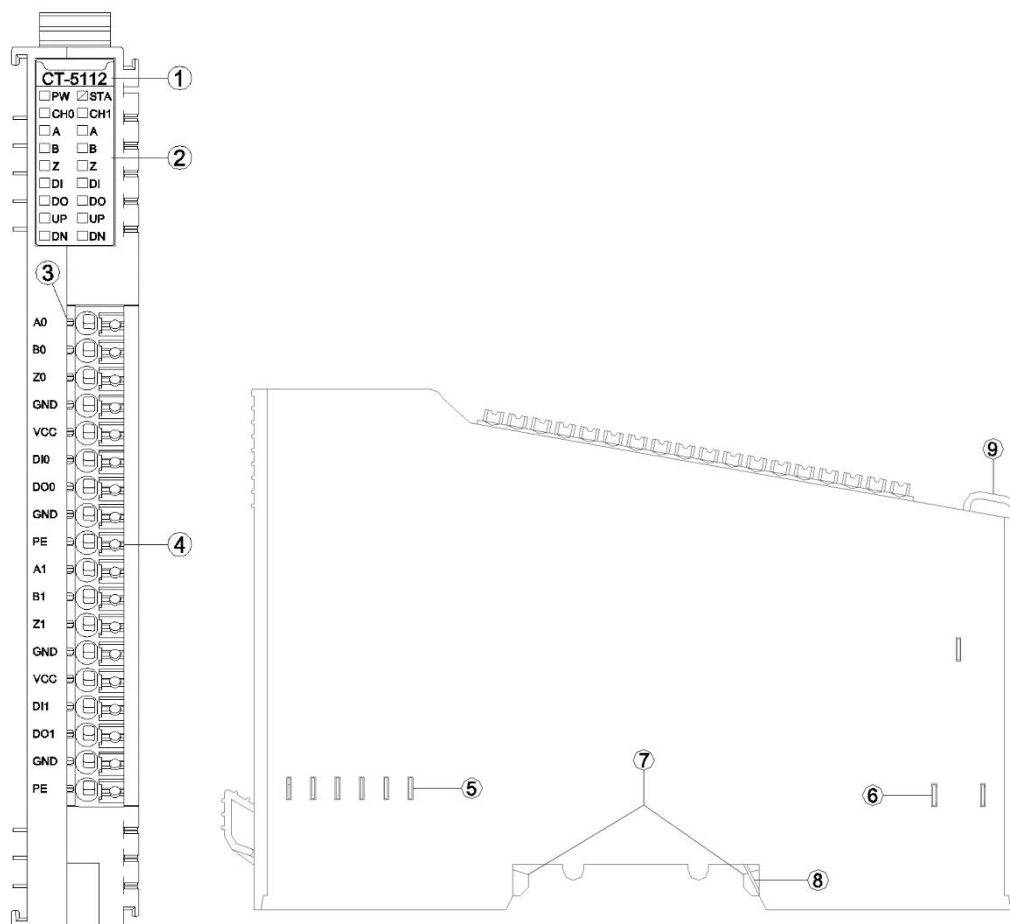 CT-5112 ①
PW STA
CH0 CH1
A A
B B
Z Z ②
DI DI
DO DO
UP UP
DN DN
③
A0
B0
Z0
GND
VCC
DI0
DO0
GND
PE ④
A1
B1
Z1
GND
VCC
DI1
DO1
GND
PE
⑨
⑦
⑤
⑥
⑧